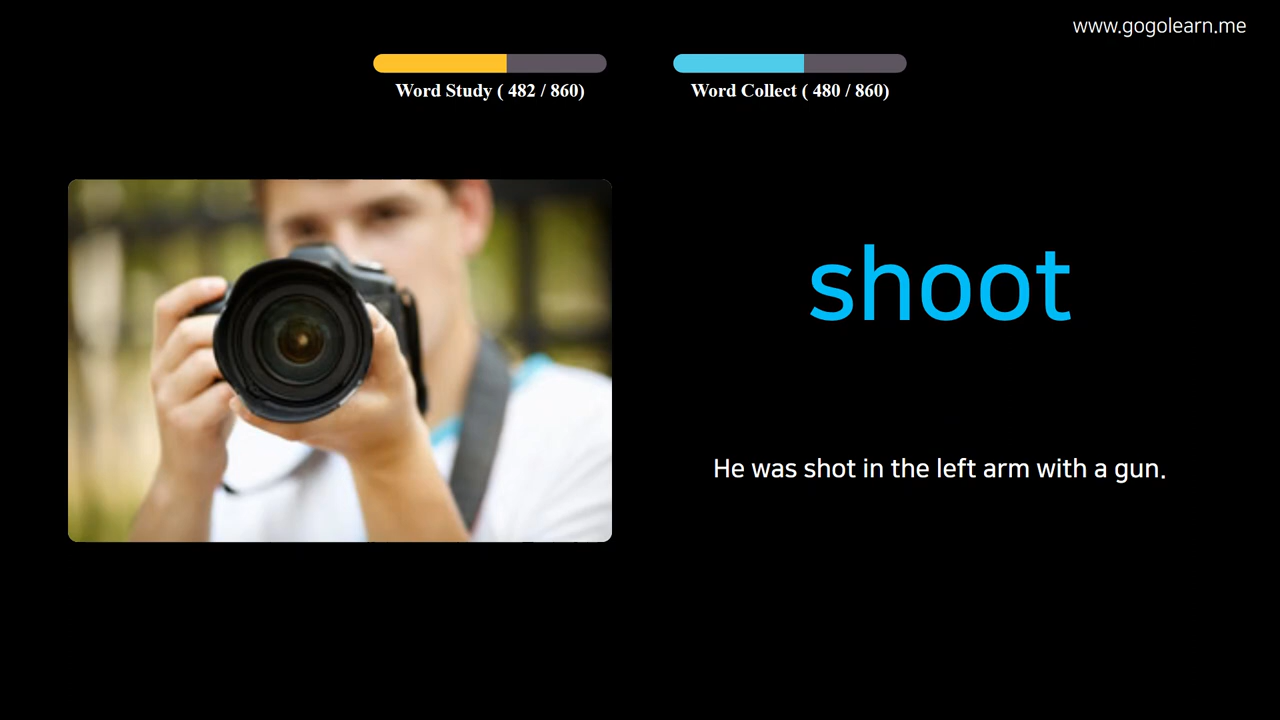 www.gogolearn.me
Word Study ( 482 / 860)
Word Collect ( 480 / 860)
shoot
He was shot in the left arm with a gun.